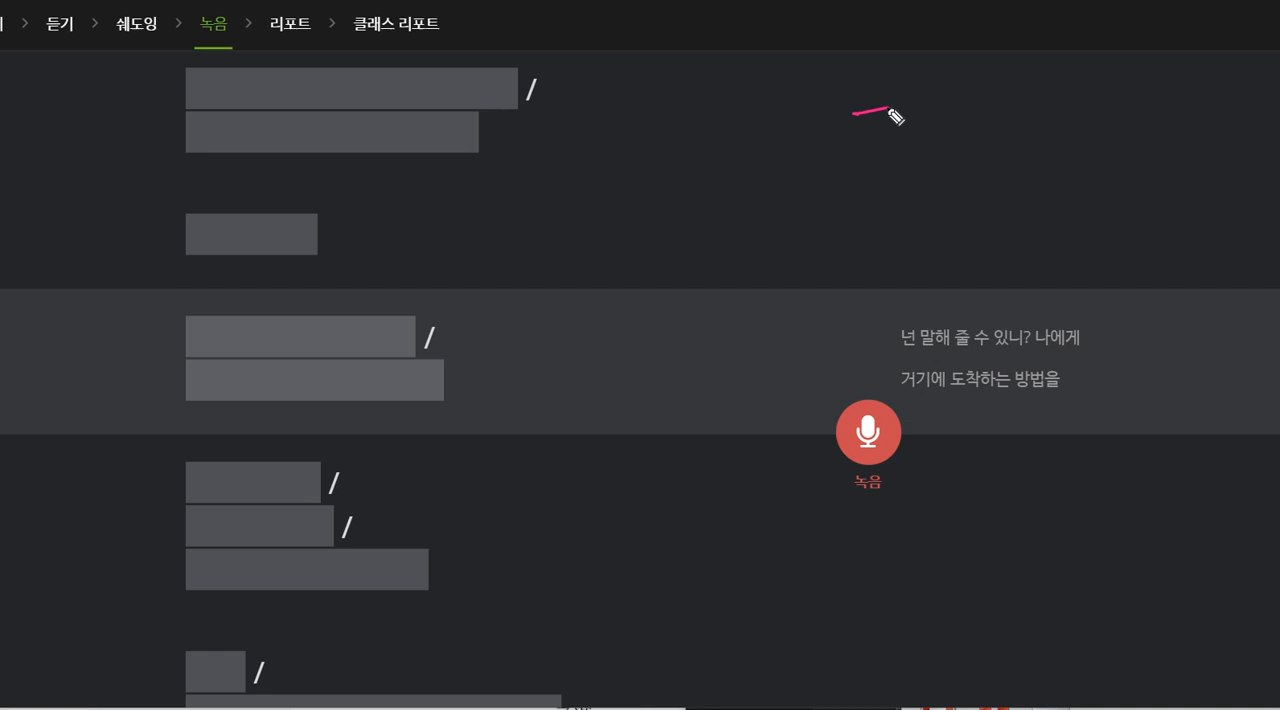 듣기 > 쉐도잉 > 녹음 > 리포트 > 클래스 리포트
/
/
넌 말해 줄 수 있니? 나에게
거기에 도착하는 방법을
녹음
/
/
/